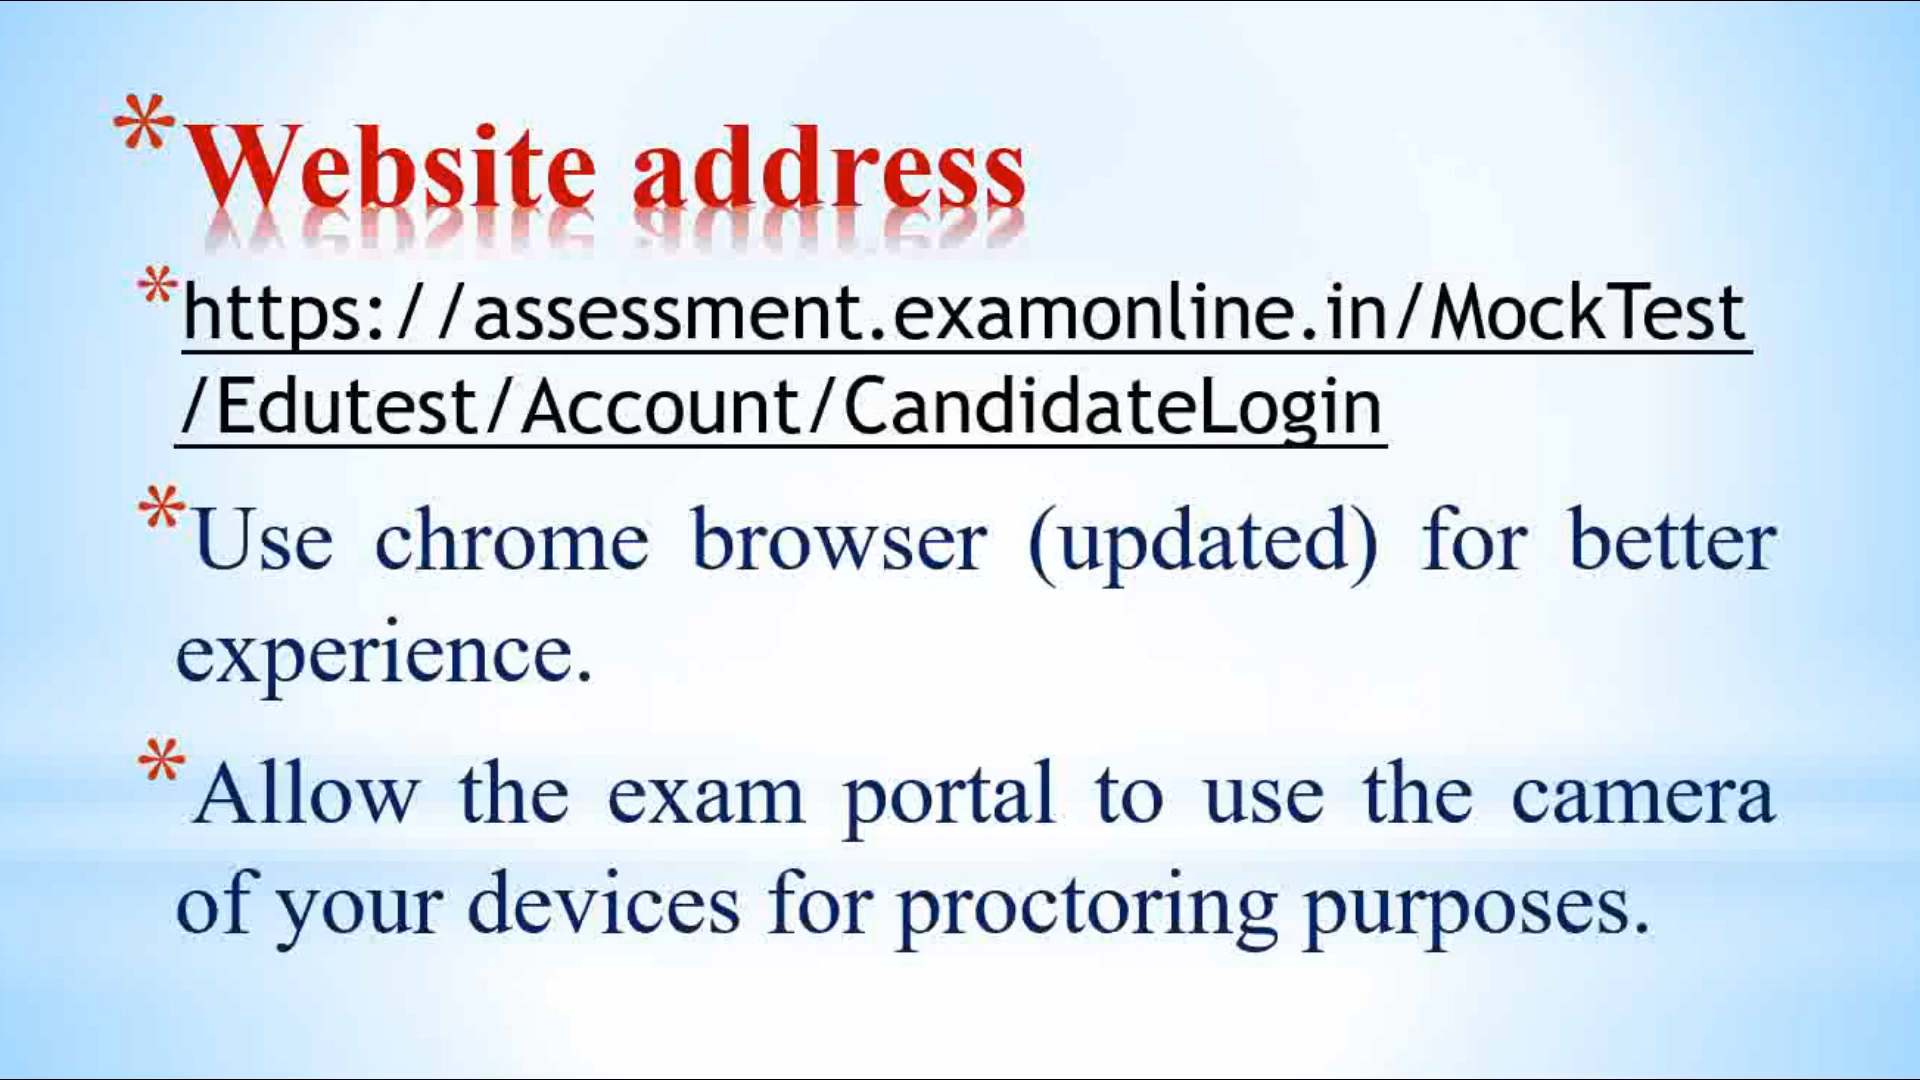 *Website address
*https://assessment.examonline.in/MockTest
/Edutest/Account/CandidateLogin
*Use chrome browser (updated) for better
experience.
*Allow the exam portal to use the camera
of your devices for proctoring purposes.